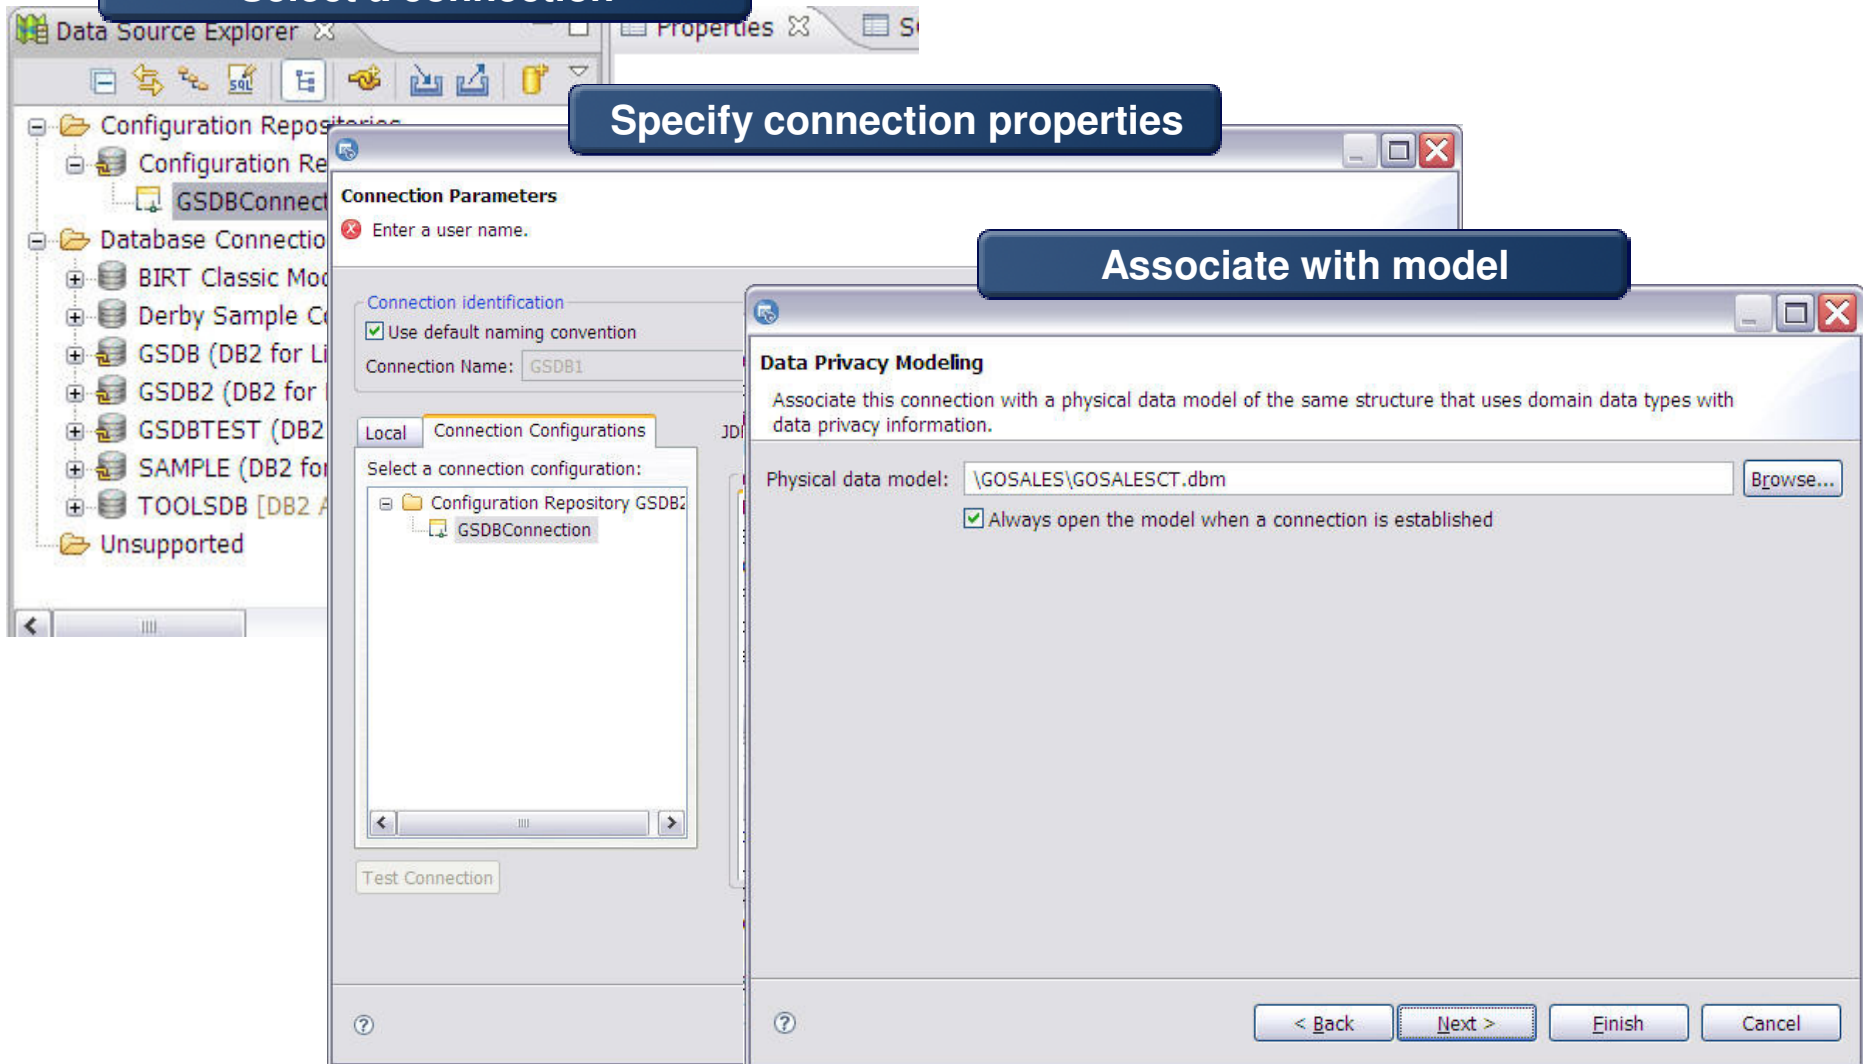 Select a connection
Data Source Explorer
Properties
SQL
Configuration Repositories
Configuration Re
GSDBConnect
Database Connectio
BIRT Classic Mod
Derby Sample Co
GSDB (DB2 for Li
GSDB2 (DB2 for
GSDBTEST (DB2
SAMPLE (DB2 for
TOOLSDB [DB2 A
Unsupported
Specify connection properties
Connection Parameters
Enter a user name.
Connection identification
Use default naming convention
Connection Name: GSDB1
Local
Connection Configurations
Select a connection configuration:
Configuration Repository GSDB2
GSDBConnection
Test Connection
Associate with model
Data Privacy Modeling
Associate this connection with a physical data model of the same structure that uses domain data types with
data privacy information.
Physical data model: \GOSALES\GOSALESCT.dbm
Browse...
Always open the model when a connection is established
< Back
Next >
Finish
Cancel